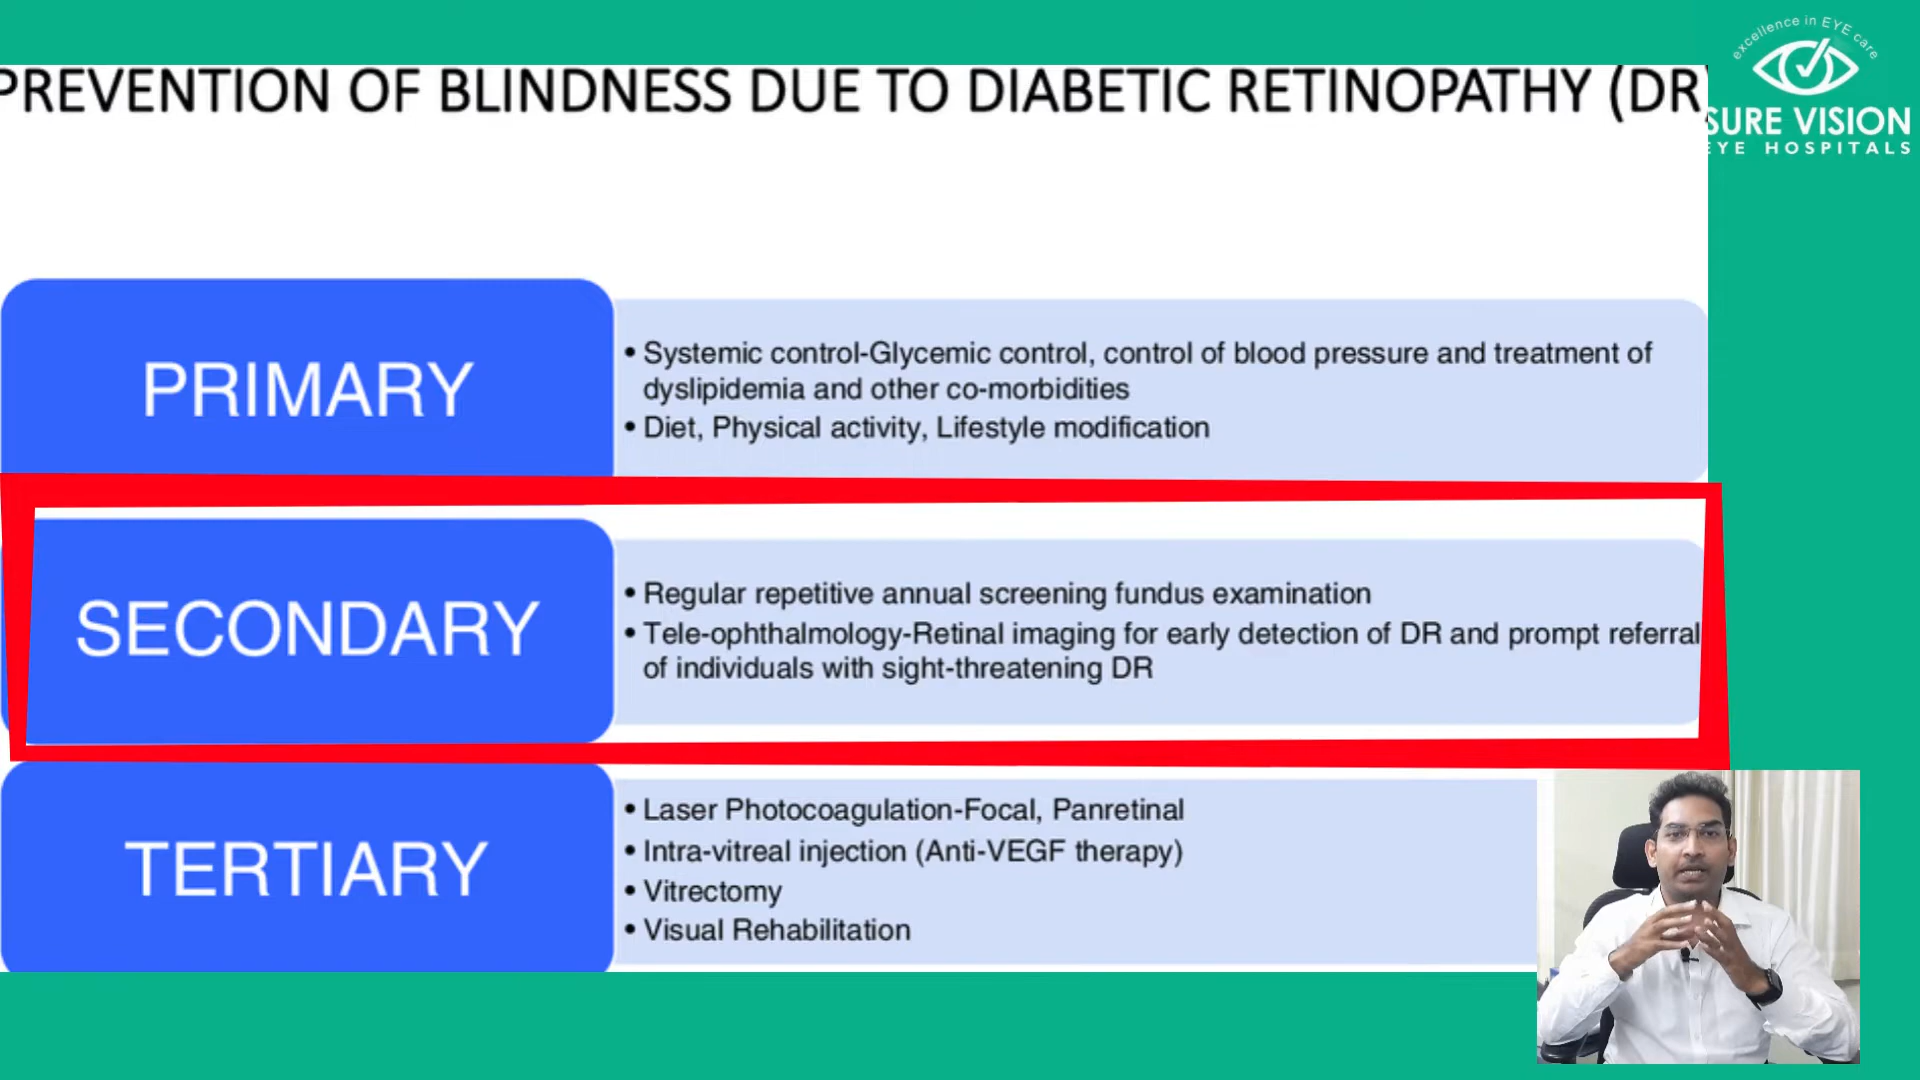 excellence in EYE care
PREVENTION OF BLINDNESS DUE TO DIABETIC RETINOPATHY (DR)
SURE VISION
EYE HOSPITALS
PRIMARY
• Systemic control-Glycemic control, control of blood pressure and treatment of
dyslipidemia and other co-morbidities
• Diet, Physical activity, Lifestyle modification
SECONDARY
• Regular repetitive annual screening fundus examination
• Tele-ophthalmology-Retinal imaging for early detection of DR and prompt referral
of individuals with sight-threatening DR
TERTIARY
• Laser Photocoagulation-Focal, Panretinal
• Intra-vitreal injection (Anti-VEGF therapy)
• Vitrectomy
• Visual Rehabilitation